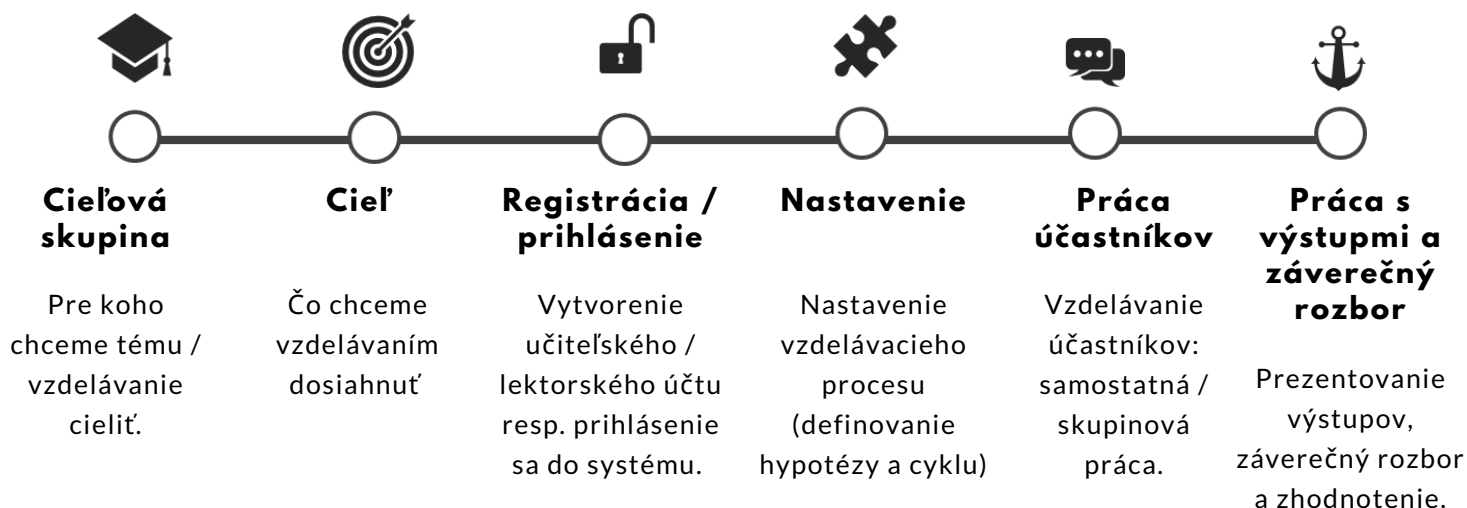 Cieľová
skupina
Pre koho
chceme tému /
vzdelávanie
cieliť.
Cieľ
Čo chceme
vzdelávaním
dosiahnuť
Registrácia /
prihlásenie
Vytvorenie
učiteľského /
lektorského účtu
resp. prihlásenie
sa do systému.
Nastavenie
Nastavenie
vzdelávacieho
procesu
(definovanie
hypotézy a cyklu)
Práca
účastníkov
Vzdelávanie
účastníkov:
samostatná /
skupinová
práca.
Práca s
výstupmi a
záverečný
rozbor
Prezentovanie
výstupov,
záverečný rozbor
a zhodnotenie.